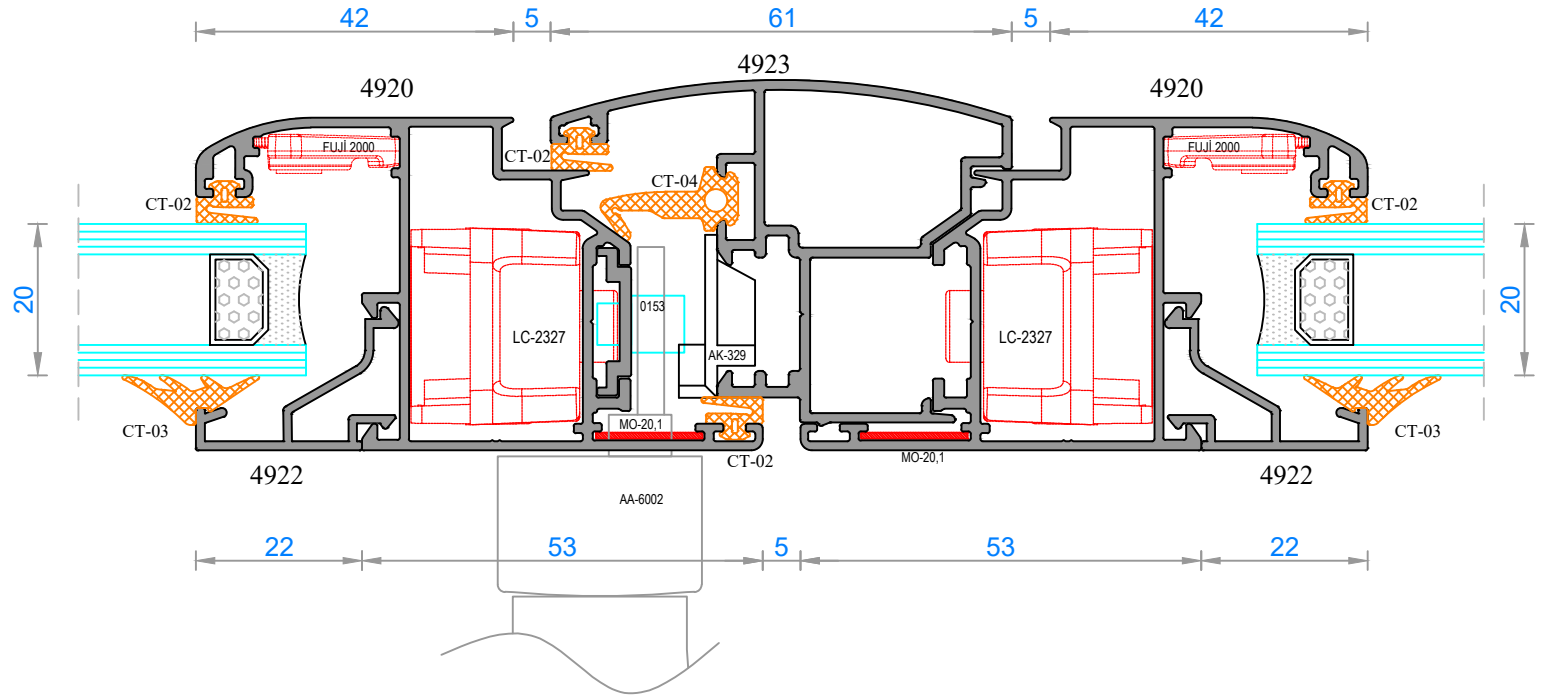 42
5
61
5
42
4923
4920
4920
FUJİ 2000
FUJİ 2000
CT-02
CT-04
CT-02
CT-02
20
20
0153
LC-2327
LC-2327
AK-329
CT-03
MO-20,1
CT-03
CT-02
MO-20,1
4922
4922
AA-6002
22
53
5
53
22